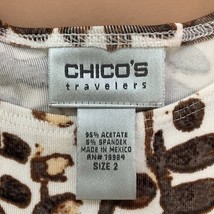 CHICO'S
travelers
95% ACETATE
5% SPANDEX
MADE IN MEXICO
RN# 79984
SIZE 2